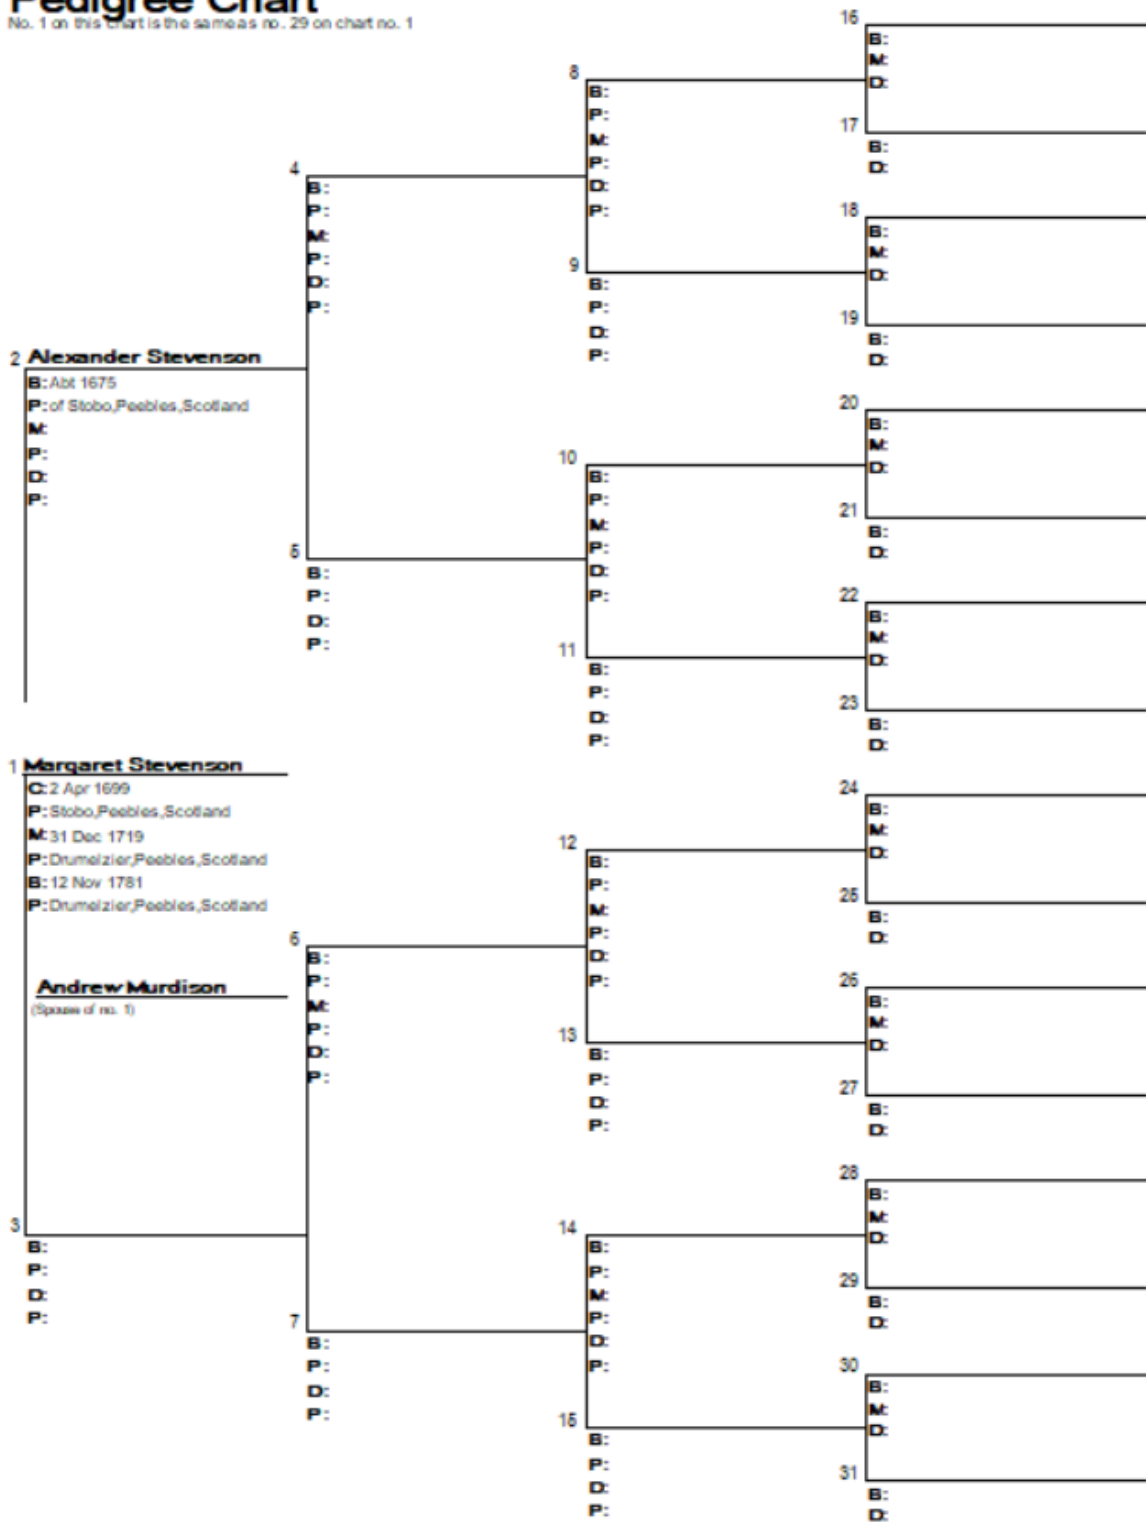 Pedigree Chart
No. 1 on this chart is the same as no. 29 on chart no. 1
16
B:
M:
D:
8
B:
P:
M:
P:
D:
P:
17
B:
D:
4
B:
P:
M:
P:
D:
P:
18
B:
M:
D:
9
B:
P:
D:
P:
19
B:
D:
2 Alexander Stevenson
B: Abt 1675
P: of Stobo,Peebles,Scotland
M:
P:
D:
P:
20
B:
M:
D:
10
B:
P:
M:
P:
D:
P:
21
B:
D:
5
B:
P:
D:
P:
22
B:
M:
D:
11
B:
P:
D:
P:
23
B:
D:
1 Margaret Stevenson
C: 2 Apr 1699
P: Stobo,Peebles,Scotland
M: 31 Dec 1719
P: Drumelzier,Peebles,Scotland
B: 12 Nov 1781
P: Drumelzier,Peebles,Scotland
24
B:
M:
D:
12
B:
P:
M:
P:
D:
P:
25
B:
D:
6
B:
P:
M:
P:
D:
P:
Andrew Murdison
(Spouse of no. 1)
26
B:
M:
D:
13
B:
P:
D:
P:
27
B:
D:
28
B:
M:
D:
3
B:
P:
D:
P:
14
B:
P:
M:
P:
D:
P:
29
B:
D:
7
B:
P:
D:
P:
30
B:
M:
D:
15
B:
P:
D:
P:
31
B:
D: